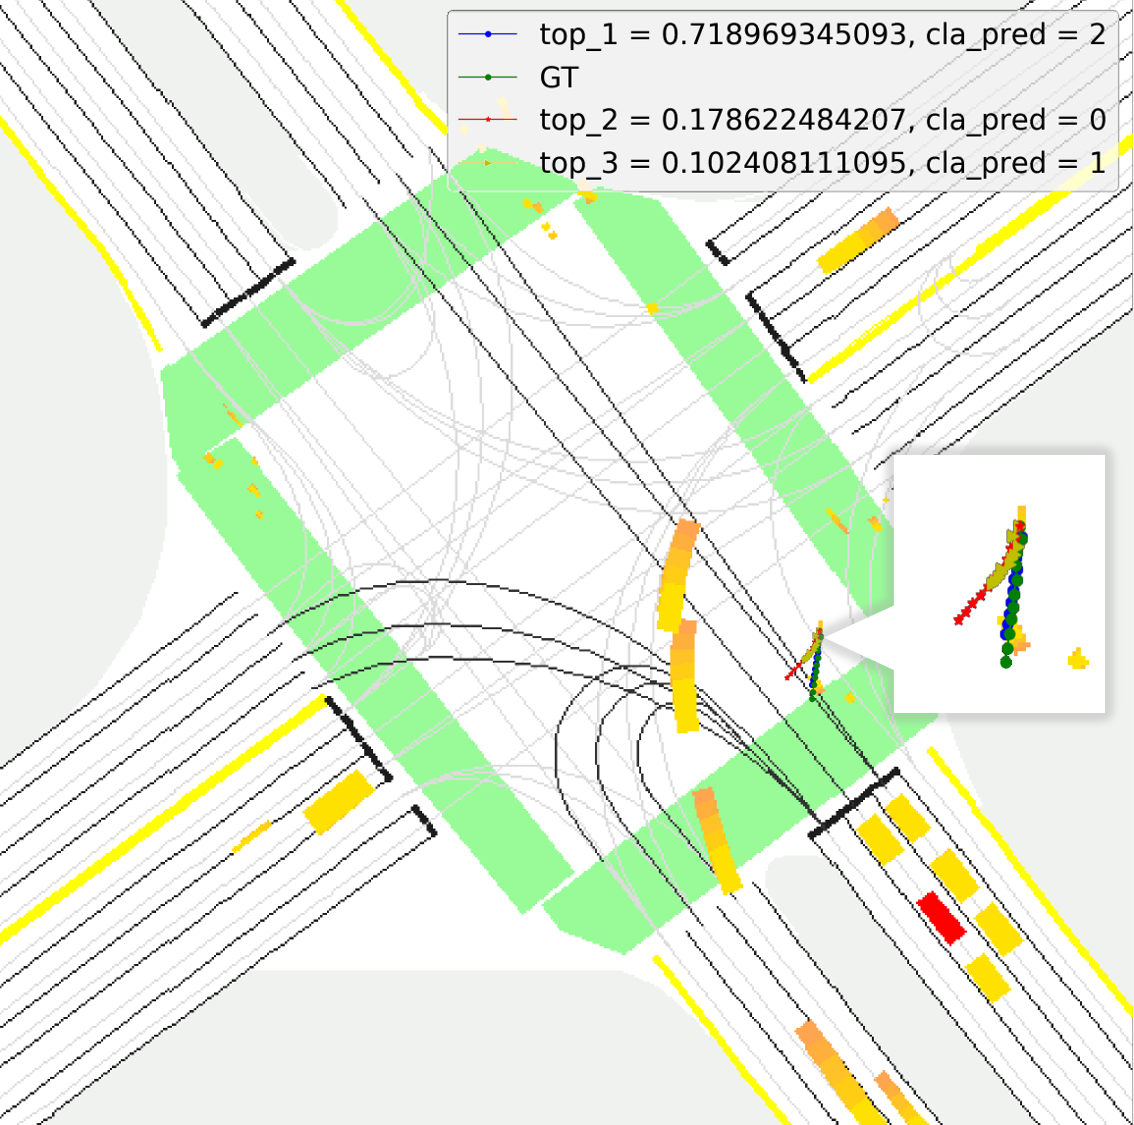 top_1 = 0.718969345093, cla_pred = 2
GT
top_2 = 0.178622484207, cla_pred = 0
top_3 = 0.102408111095, cla_pred = 1